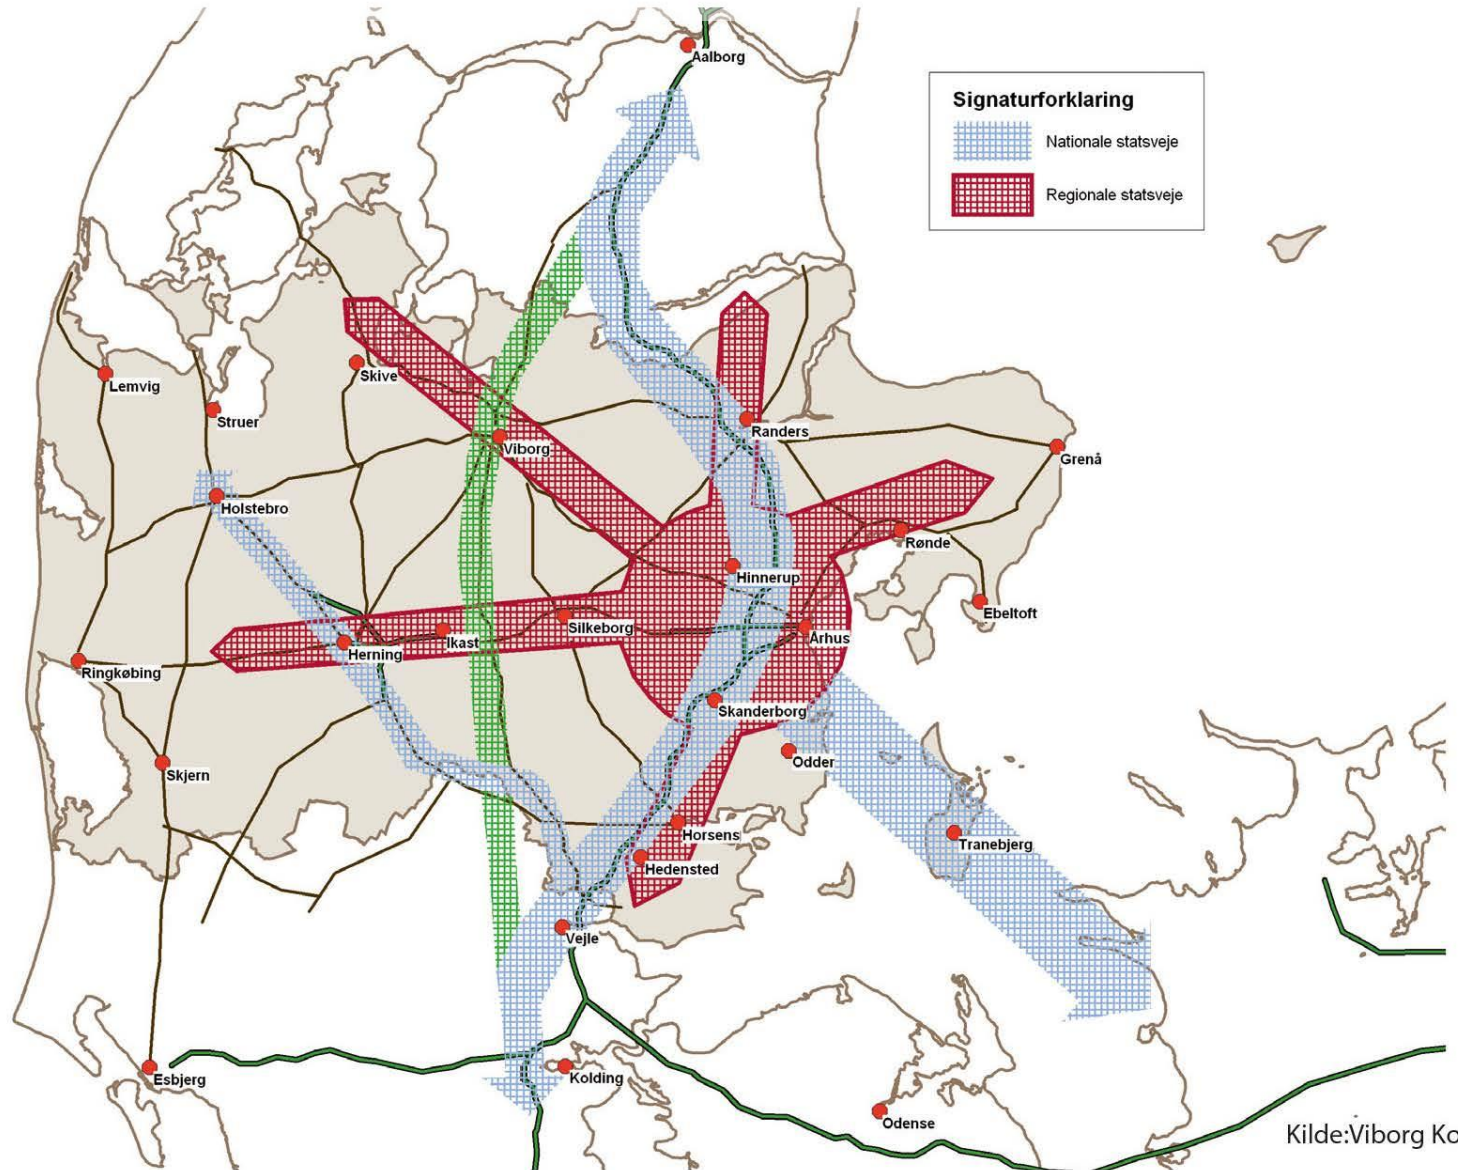 Aalborg
Signaturforklaring
Nationale statsveje
Regionale statsveje
Lemvig
Skive
Struer
Viborg
Randers
Grenå
Holstebro
Rønde
Hinnerup
Ebeltoft
Silkeborg
Århus
Ikast
Herning
Ringkøbing
Skanderborg
Odder
Skjern
Horsens
Tranebjerg
Hedensted
Vejle
Esbjerg
Kolding
Odense
Kilde:Viborg Ko